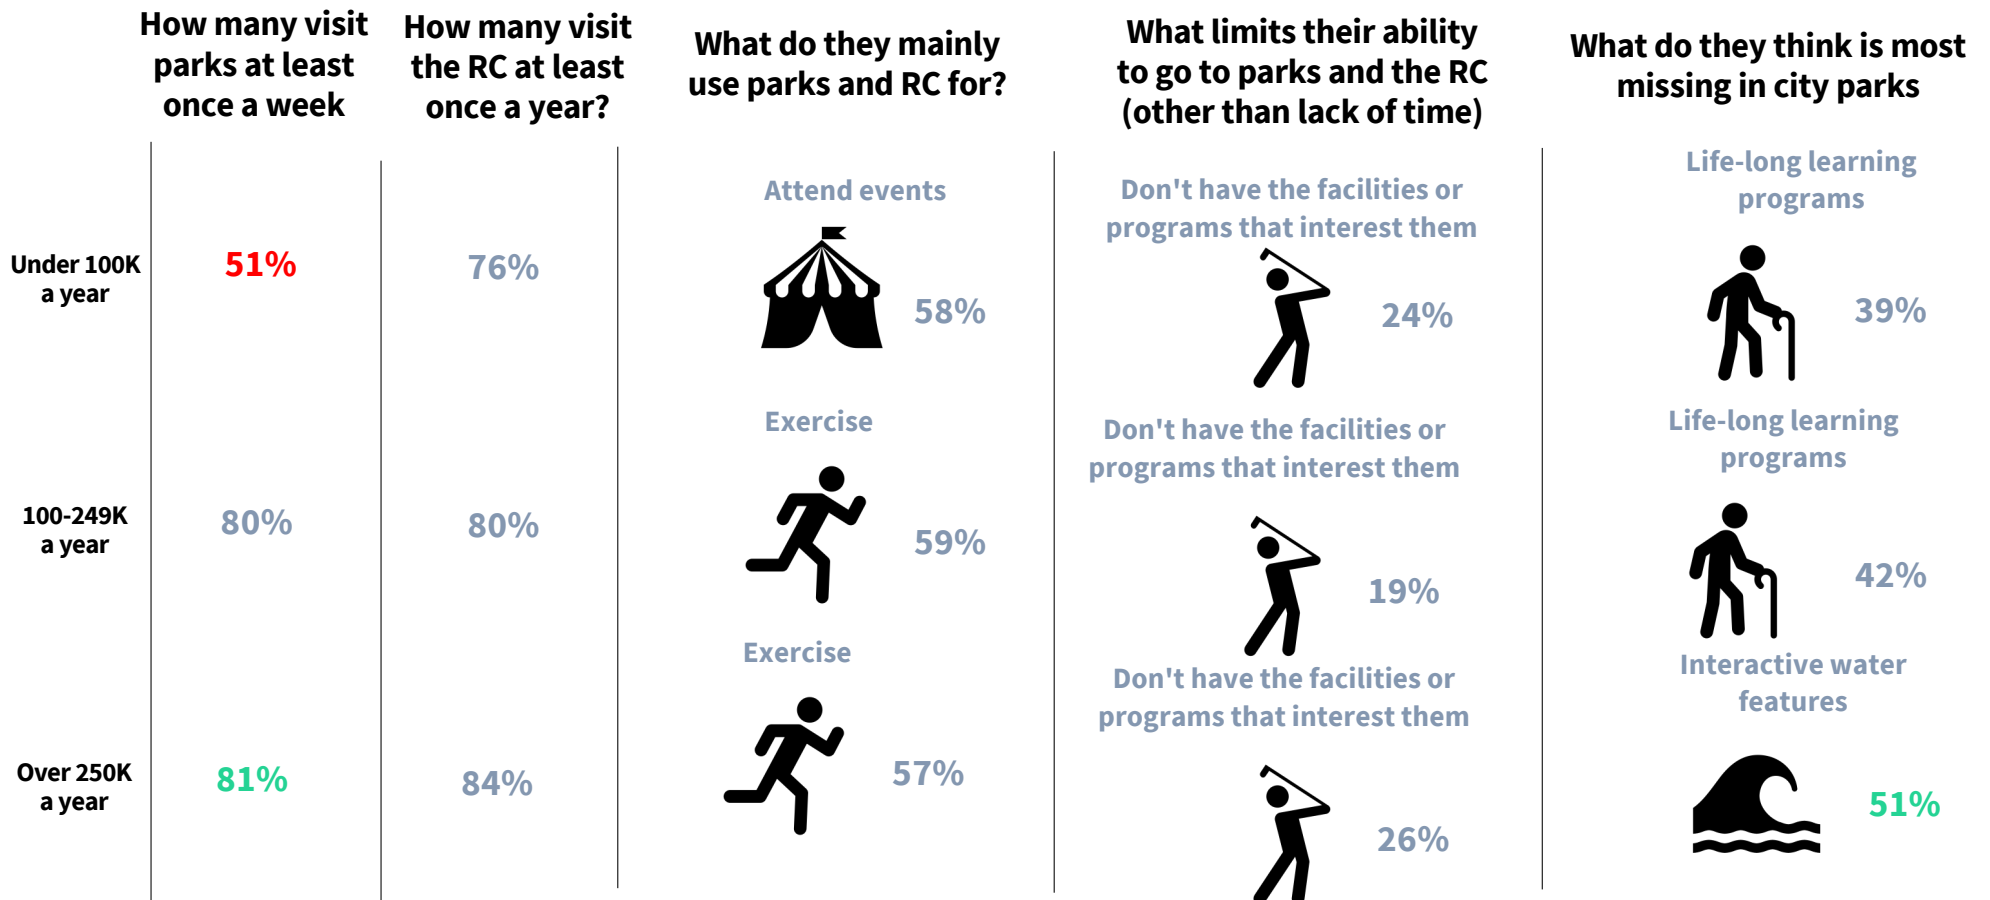 How many visit
parks at least
once a week
How many visit
the RC at least
once a year?
What do they mainly
use parks and RC for?
What limits their ability
to go to parks and the RC
(other than lack of time)
What do they think is most
missing in city parks
Under 100K
a year
51%
76%
Attend events
58%
Don't have the facilities or
programs that interest them
24%
Life-long learning
programs
39%
100-249K
a year
80%
80%
Exercise
59%
Don't have the facilities or
programs that interest them
19%
Life-long learning
programs
42%
Over 250K
a year
81%
84%
Exercise
57%
Don't have the facilities or
programs that interest them
26%
Interactive water
features
51%